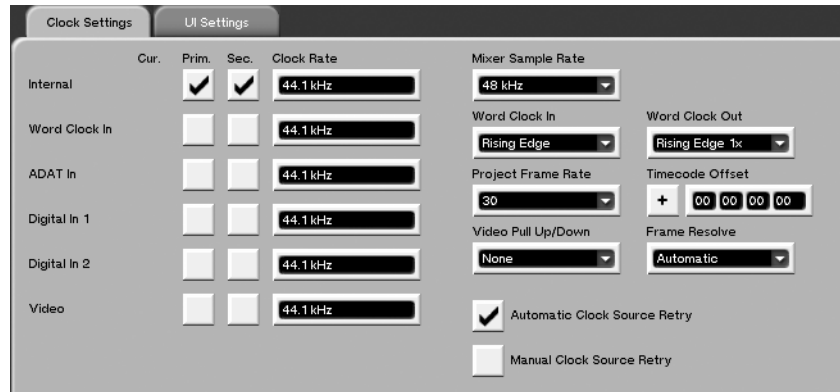 Clock Settings
UI Settings
Cur. Prim. Sec. Clock Rate
Internal 44.1 kHz
Word Clock In 44.1 kHz
ADAT In 44.1 kHz
Digital In 1 44.1 kHz
Digital In 2 44.1 kHz
Video 44.1 kHz
Mixer Sample Rate
48 kHz
Word Clock In Word Clock Out
Rising Edge Rising Edge 1x
Project Frame Rate Timecode Offset
30 + 00 00 00 00
Video Pull Up/Down Frame Resolve
None Automatic
Automatic Clock Source Retry
Manual Clock Source Retry